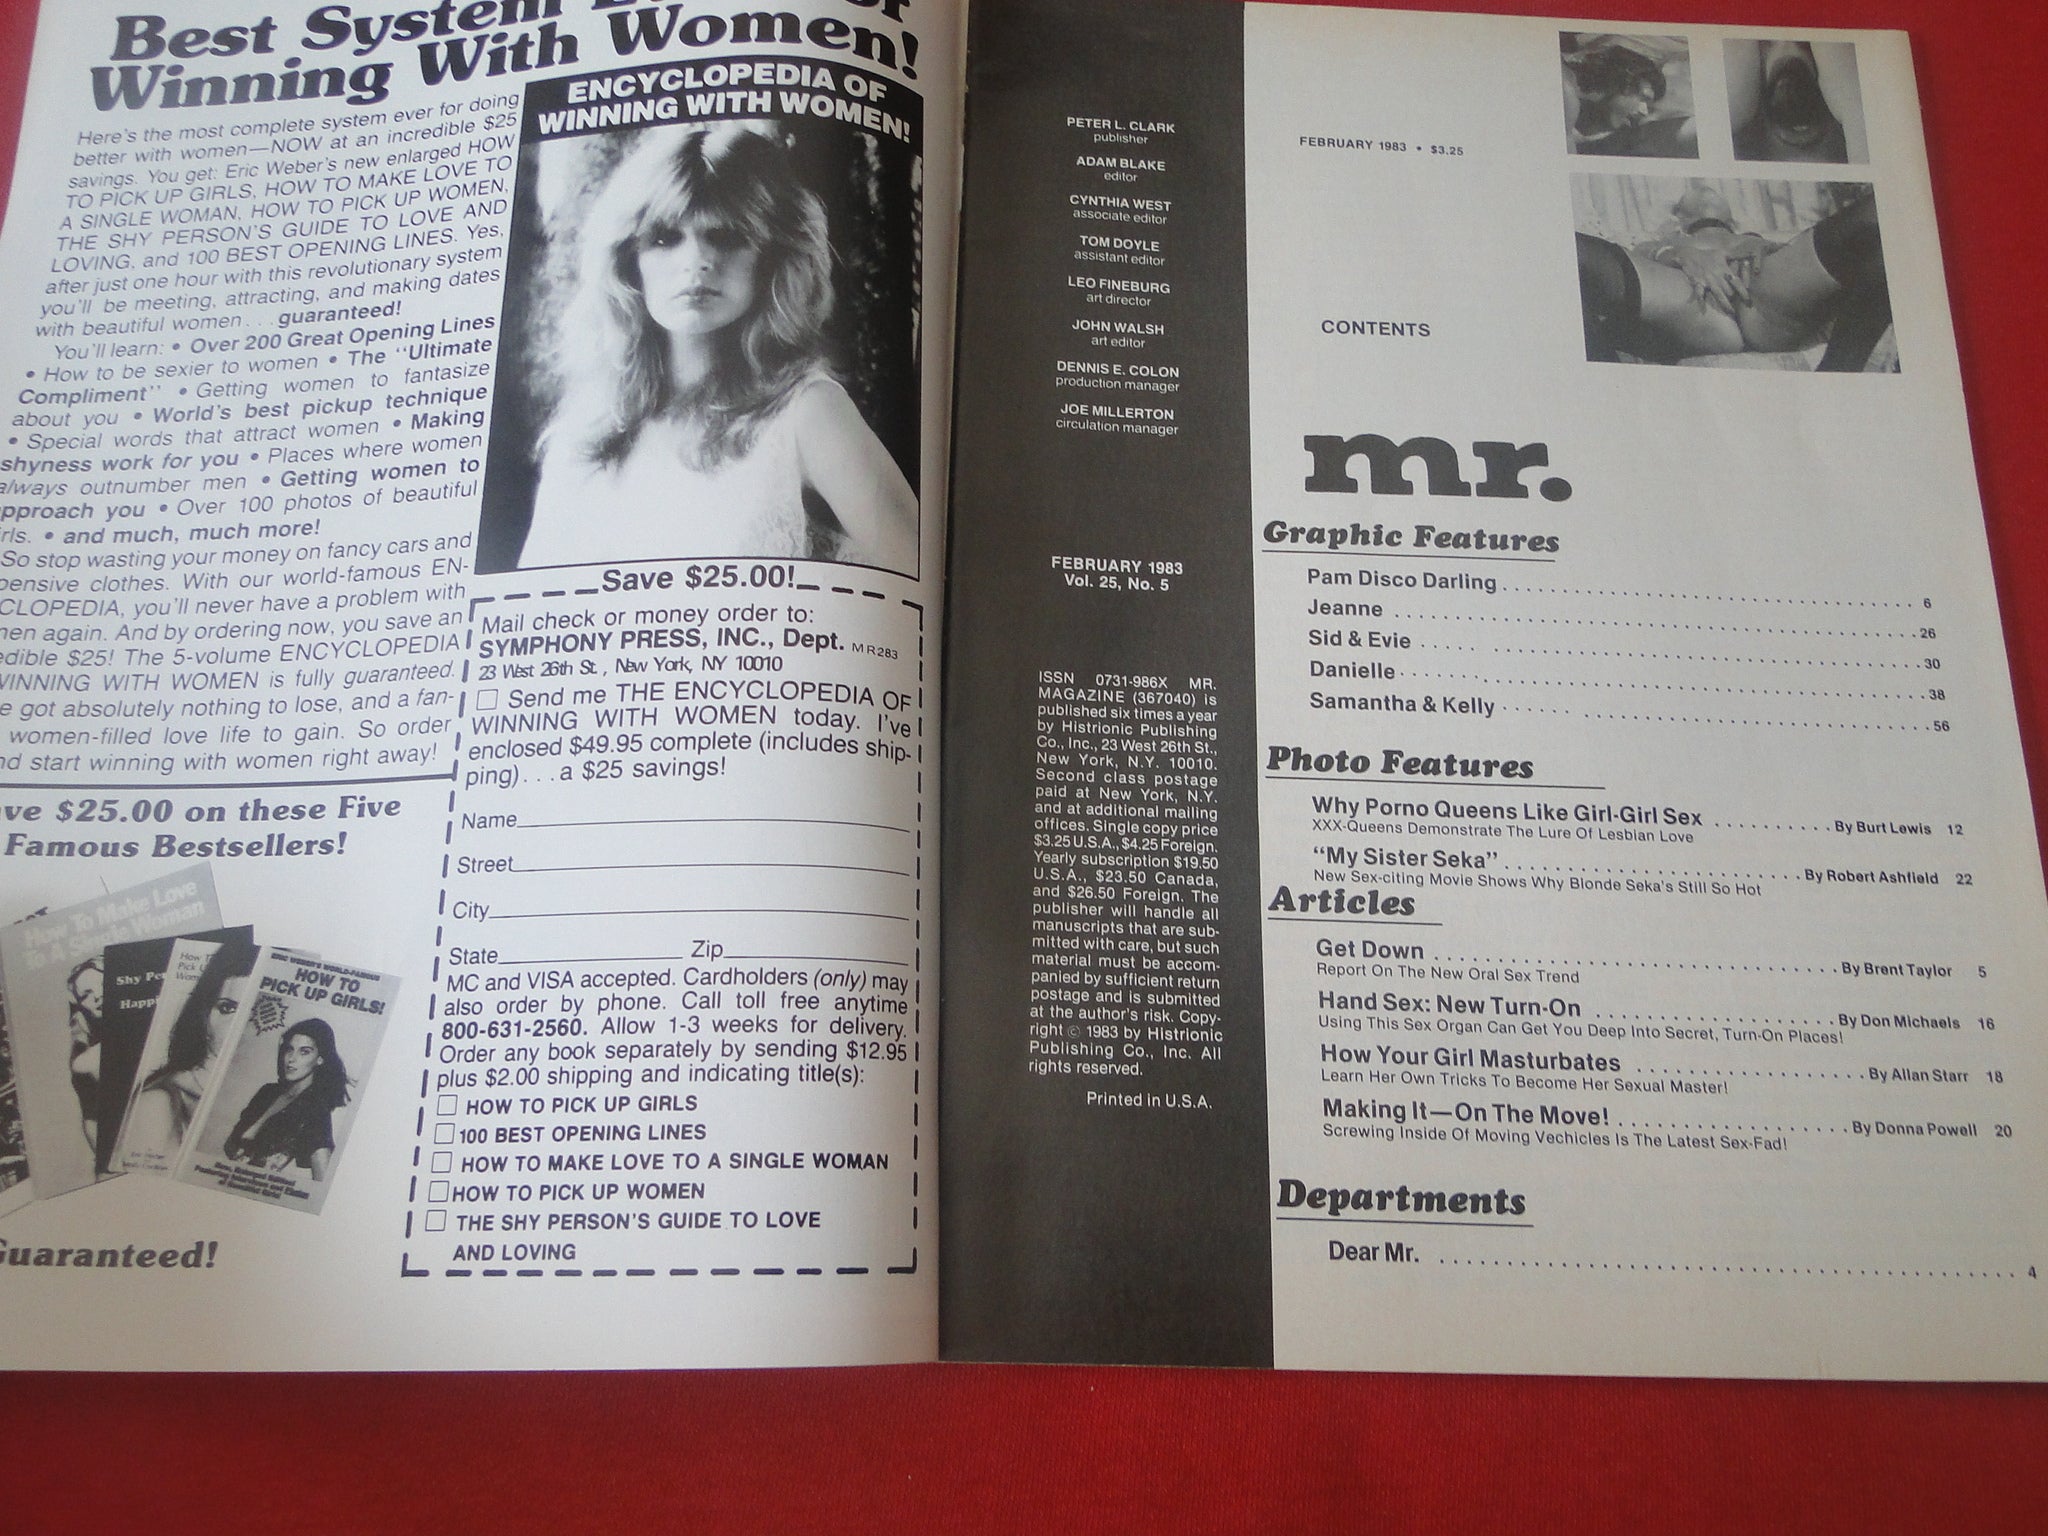 Best System
Winning With Women!
Here's the most complete system ever for doing
better with women—NOW at an incredible $25
savings. You get: Eric Weber's new enlarged HOW
TO PICK UP GIRLS, HOW TO MAKE LOVE TO
A SINGLE WOMAN, HOW TO PICK UP WOMEN,
THE SHY PERSON'S GUIDE TO LOVE AND
LOVING, and 100 BEST OPENING LINES. Yes,
after just one hour with this revolutionary system
you'll be meeting, attracting, and making dates
with beautiful women . . . guaranteed!
You'll learn: • Over 200 Great Opening Lines
• How to be sexier to women • The "Ultimate
Compliment" • Getting women to fantasize
about you • World's best pickup technique
• Special words that attract women • Making
shyness work for you • Places where women
always outnumber men • Getting women to
approach you • Over 100 photos of beautiful
irls. • and much, much more!
So stop wasting your money on fancy cars and
pensive clothes. With our world-famous EN-
CLOPEDIA, you'll never have a problem with
men again. And by ordering now, you save an
edible $25! The 5-volume ENCYCLOPEDIA
WINNING WITH WOMEN is fully guaranteed.
e got absolutely nothing to lose, and a fan-
women-filled love life to gain. So order
nd start winning with women right away!
ENCYCLOPEDIA OF
WINNING WITH WOMEN!
ave $25.00 on these Five
Famous Bestsellers!
How To Make Love
To A Single Woman
Shy Per
Happ
How T
Pick U
Wom
ERIC WEBER'S WORLD-FAMOUS
HOW TO
PICK UP GIRLS!
Guaranteed!
Save $25.00!
Mail check or money order to:
SYMPHONY PRESS, INC., Dept. MR283
23 West 26th St., New York, NY 10010
Send me THE ENCYCLOPEDIA OF
WINNING WITH WOMEN today. I've
enclosed $49.95 complete (includes ship-
ping). . . a $25 savings!
Name
Street
City
State Zip
MC and VISA accepted. Cardholders (only) may
also order by phone. Call toll free anytime
800-631-2560. Allow 1-3 weeks for delivery.
Order any book separately by sending $12.95
plus $2.00 shipping and indicating title(s):
HOW TO PICK UP GIRLS
100 BEST OPENING LINES
HOW TO MAKE LOVE TO A SINGLE WOMAN
HOW TO PICK UP WOMEN
THE SHY PERSON'S GUIDE TO LOVE
AND LOVING
PETER L. CLARK
publisher
ADAM BLAKE
editor
CYNTHIA WEST
associate editor
TOM DOYLE
assistant editor
LEO FINEBURG
art director
JOHN WALSH
art editor
DENNIS E. COLON
production manager
JOE MILLERTON
circulation manager
FEBRUARY 1983
Vol. 25, No. 5
ISSN 0731-986X MR.
MAGAZINE (367040) is
published six times a year
by Histrionic Publishing
Co., Inc., 23 West 26th St.,
New York, N.Y. 10010.
Second class postage
paid at New York, N.Y.
and at additional mailing
offices. Single copy price
$3.25 U.S.A., $4.25 Foreign.
Yearly subscription $19.50
U.S.A., $23.50 Canada,
and $26.50 Foreign. The
publisher will handle all
manuscripts that are sub-
mitted with care, but such
material must be accom-
panied by sufficient return
postage and is submitted
at the author's risk. Copy-
right © 1983 by Histrionic
Publishing Co., Inc. All
rights reserved.
Printed in U.S.A.
FEBRUARY 1983 • $3.25
CONTENTS
mr.
Graphic Features
Pam Disco Darling . . . . . 6
Jeanne . . . . . 26
Sid & Evie . . . . . 30
Danielle . . . . . 38
Samantha & Kelly . . . . . 56
Photo Features
Why Porno Queens Like Girl-Girl Sex . . . . . By Burt Lewis 12
XXX-Queens Demonstrate The Lure Of Lesbian Love
"My Sister Seka" . . . . . By Robert Ashfield 22
New Sex-citing Movie Shows Why Blonde Seka's Still So Hot
Articles
Get Down . . . . . By Brent Taylor 5
Report On The New Oral Sex Trend
Hand Sex: New Turn-On . . . . . By Don Michaels 16
Using This Sex Organ Can Get You Deep Into Secret, Turn-On Places!
How Your Girl Masturbates . . . . . By Allan Starr 18
Learn Her Own Tricks To Become Her Sexual Master!
Making It—On The Move! . . . . . By Donna Powell 20
Screwing Inside Of Moving Vechicles Is The Latest Sex-Fad!
Departments
Dear Mr. . . . . . 4